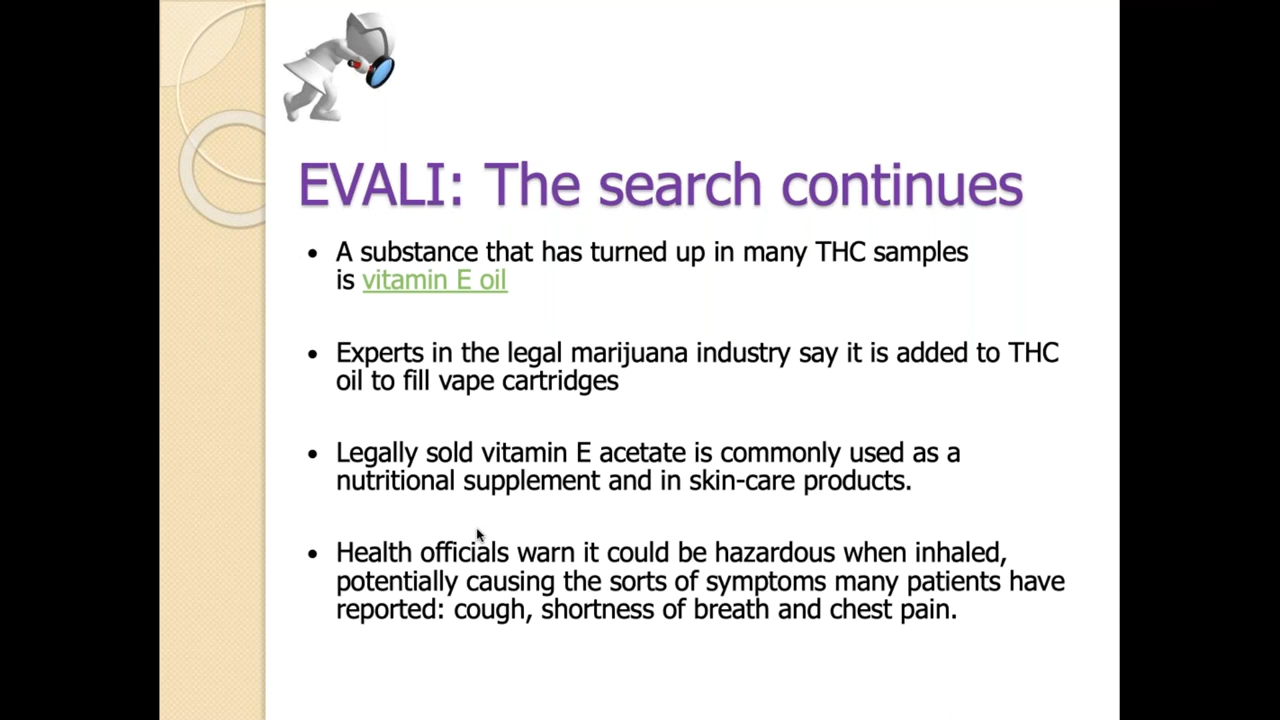 EVALI: The search continues
• A substance that has turned up in many THC samples
is vitamin E oil
• Experts in the legal marijuana industry say it is added to THC
oil to fill vape cartridges
• Legally sold vitamin E acetate is commonly used as a
nutritional supplement and in skin-care products.
• Health officials warn it could be hazardous when inhaled,
potentially causing the sorts of symptoms many patients have
reported: cough, shortness of breath and chest pain.